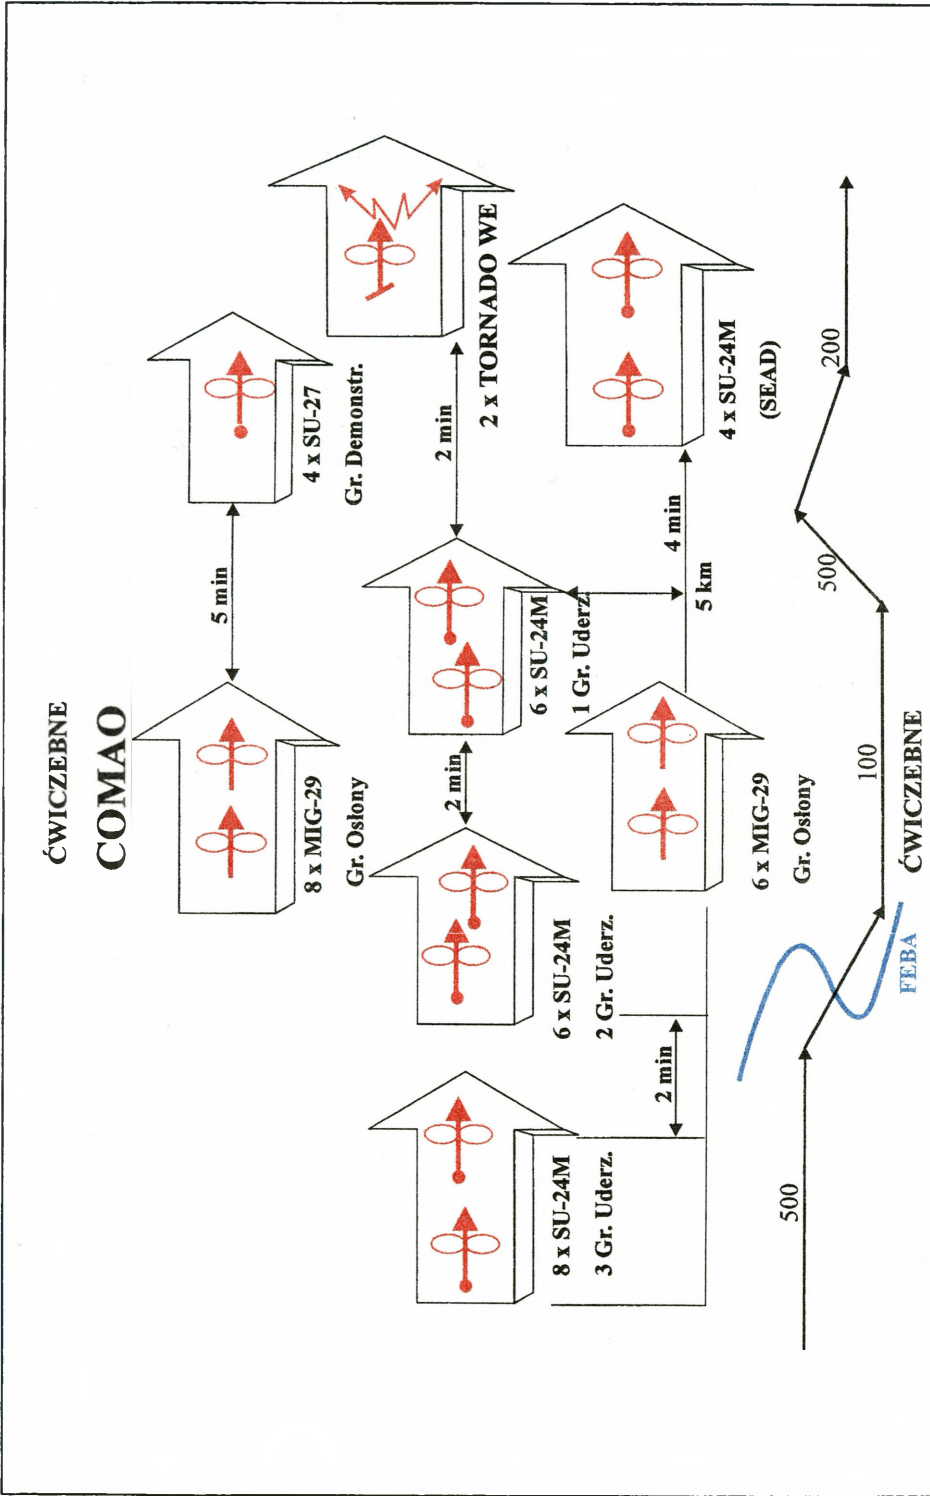 ĆWICZEBNE
COMAO
4 x SU-27
Gr. Demonstr.
5 min
8 x MIG-29
Gr. Osłony
2 x TORNADO WE
2 min
6 x SU-24M
1 Gr. Uderz.
2 min
6 x SU-24M
2 Gr. Uderz.
8 x SU-24M
3 Gr. Uderz.
2 min
4 x SU-24M
(SEAD)
4 min
5 km
6 x MIG-29
Gr. Osłony
500
100
500
200
FEBA
ĆWICZEBNE